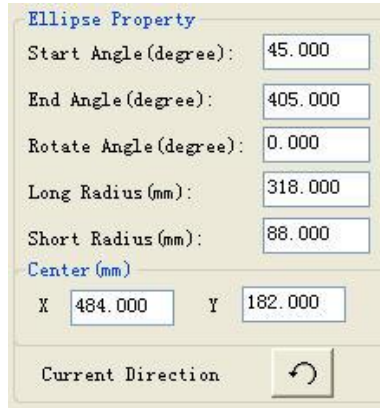 Ellipse Property
Start Angle(degree): 45.000
End Angle(degree): 405.000
Rotate Angle(degree): 0.000
Long Radius(mm): 318.000
Short Radius(mm): 88.000
Center(mm)
X 484.000 Y 182.000
Current Direction